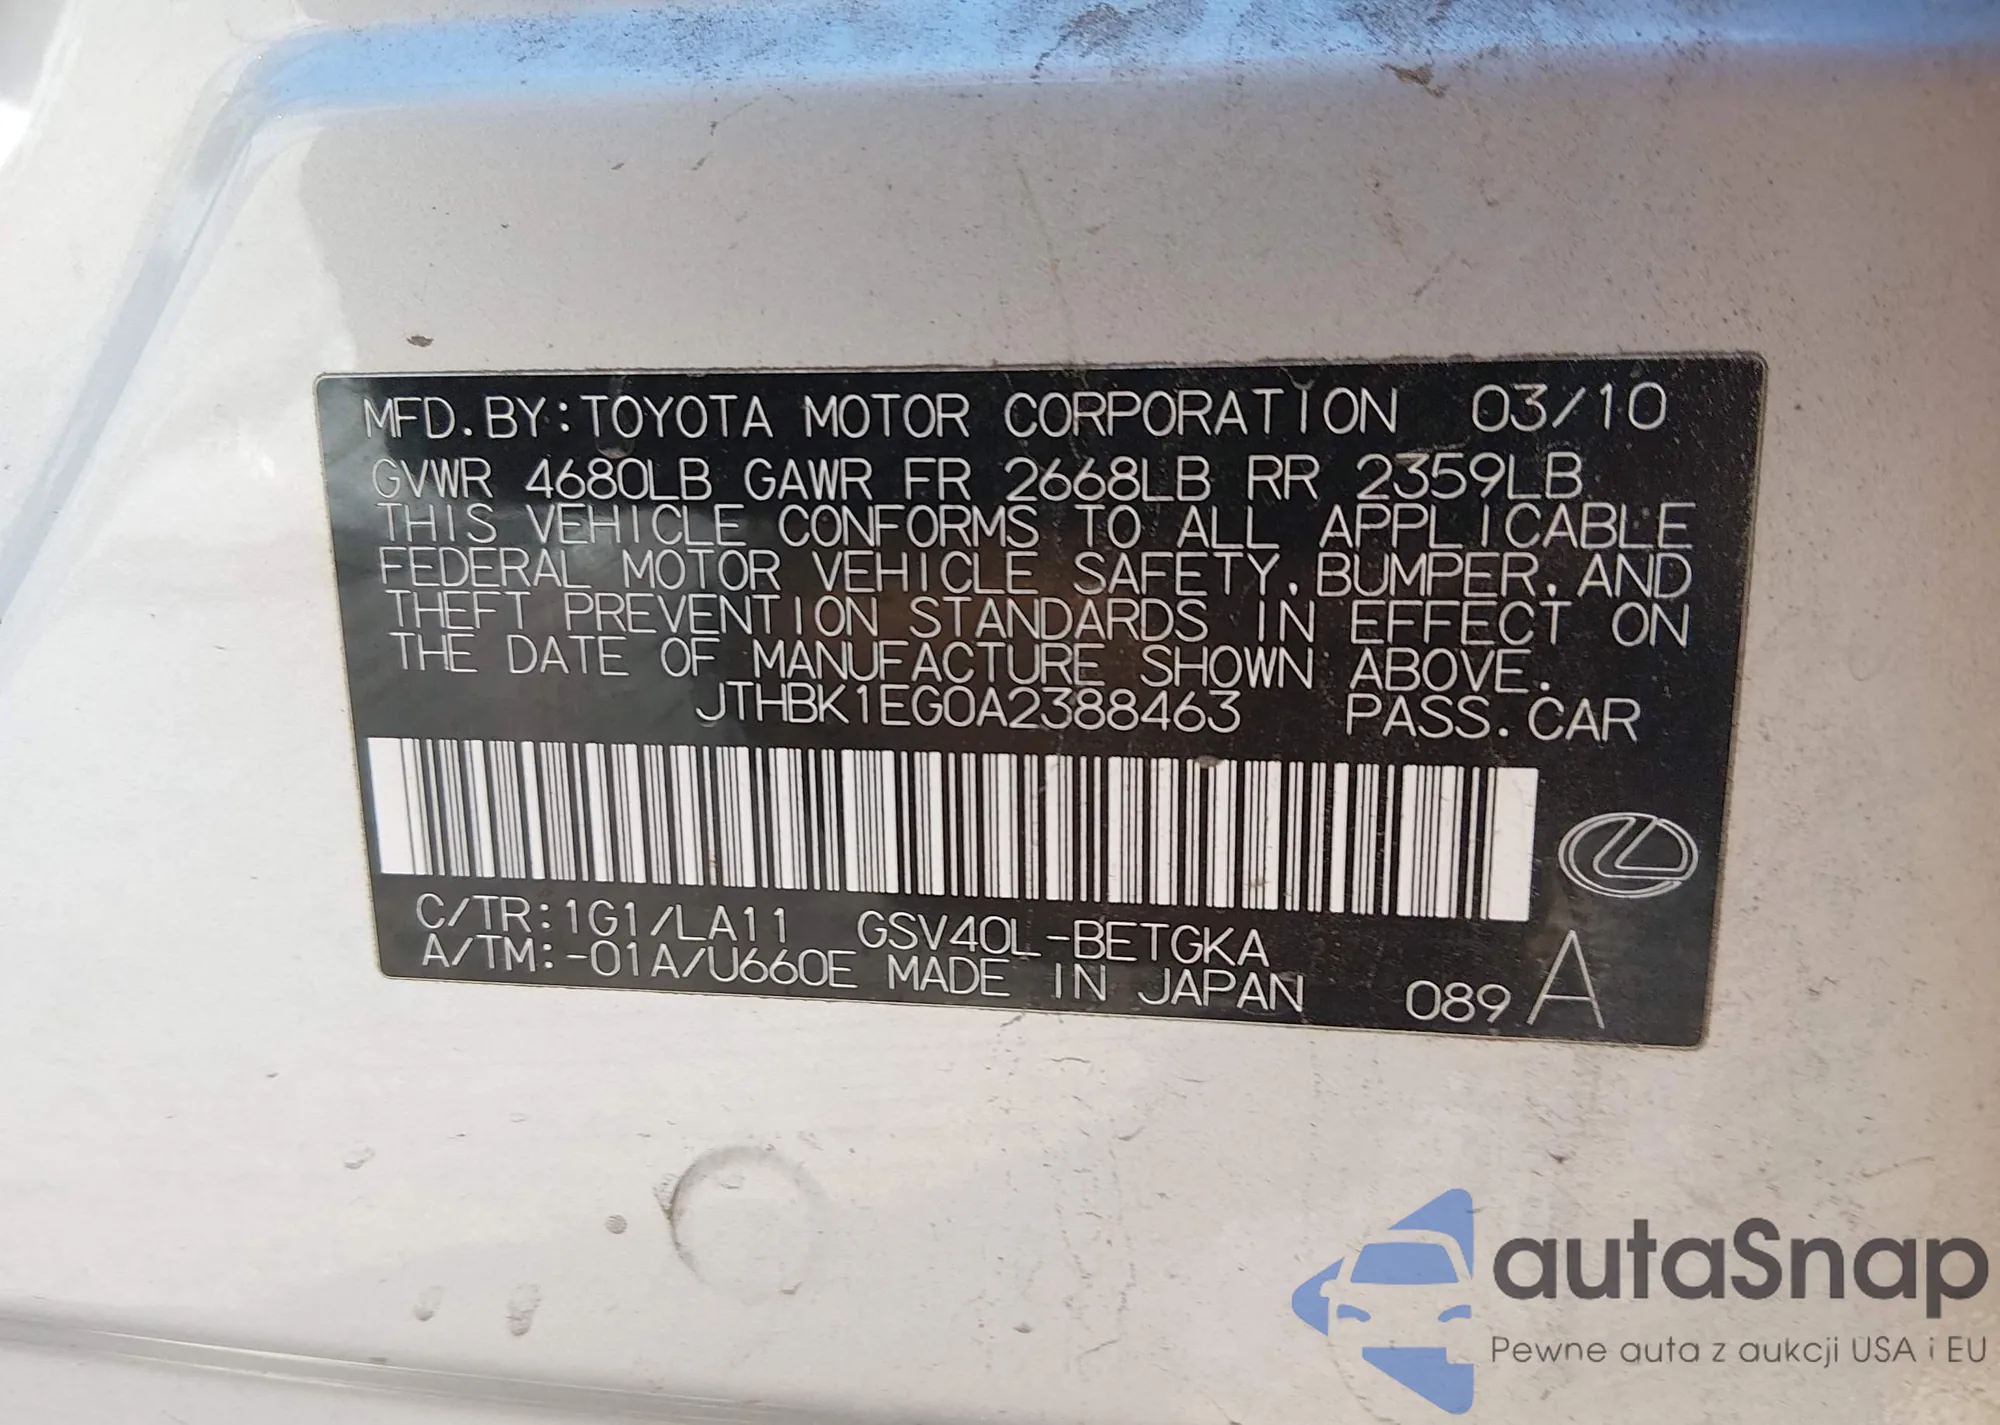 MFD.BY:TOYOTA MOTOR CORPORATION 03/10
GVWR 4680LB GAWR FR 2668LB RR 2359LB
THIS VEHICLE CONFORMS TO ALL APPLICABLE
FEDERAL MOTOR VEHICLE SAFETY,BUMPER,AND
THEFT PREVENTION STANDARDS IN EFFECT ON
THE DATE OF MANUFACTURE SHOWN ABOVE.
JTHBK1EG0A2388463 PASS.CAR
C/TR:1G1/LA11 GSV40L-BETGKA
A/TM:-01A/U660E MADE IN JAPAN 089 A
autaSnap
Pewne auta z aukcji USA i EU